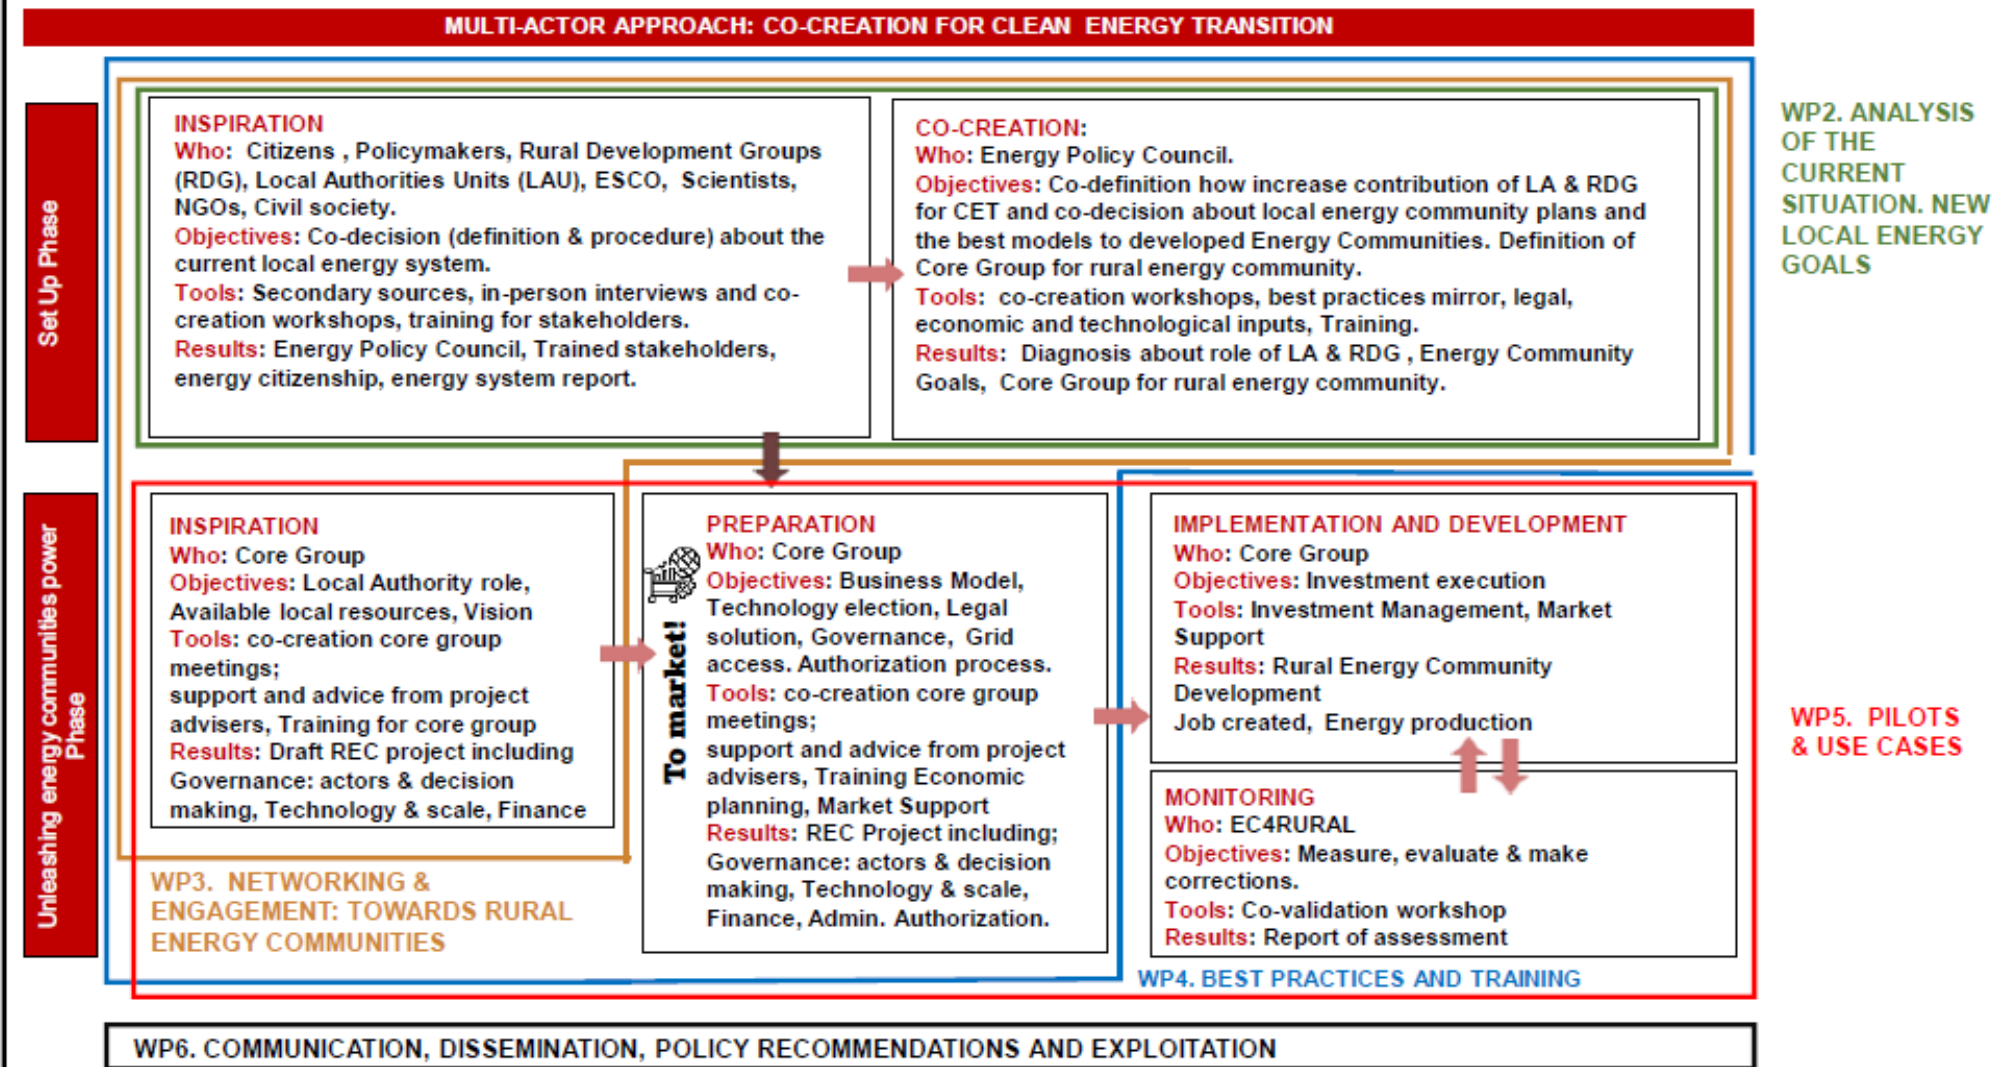 MULTI-ACTOR APPROACH: CO-CREATION FOR CLEAN ENERGY TRANSITION
Set Up Phase
INSPIRATION
Who: Citizens , Policymakers, Rural Development Groups
(RDG), Local Authorities Units (LAU), ESCO, Scientists,
NGOs, Civil society.
Objectives: Co-decision (definition & procedure) about the
current local energy system.
Tools: Secondary sources, in-person interviews and co-
creation workshops, training for stakeholders.
Results: Energy Policy Council, Trained stakeholders,
energy citizenship, energy system report.
CO-CREATION:
Who: Energy Policy Council.
Objectives: Co-definition how increase contribution of LA & RDG
for CET and co-decision about local energy community plans and
the best models to developed Energy Communities. Definition of
Core Group for rural energy community.
Tools: co-creation workshops, best practices mirror, legal,
economic and technological inputs, Training.
Results: Diagnosis about role of LA & RDG , Energy Community
Goals, Core Group for rural energy community.
WP2. ANALYSIS
OF THE
CURRENT
SITUATION. NEW
LOCAL ENERGY
GOALS
Unleashing energy communities power
Phase
INSPIRATION
Who: Core Group
Objectives: Local Authority role,
Available local resources, Vision
Tools: co-creation core group
meetings;
support and advice from project
advisers, Training for core group
Results: Draft REC project including
Governance: actors & decision
making, Technology & scale, Finance
WP3. NETWORKING &
ENGAGEMENT: TOWARDS RURAL
ENERGY COMMUNITIES
To market!
PREPARATION
Who: Core Group
Objectives: Business Model,
Technology election, Legal
solution, Governance, Grid
access. Authorization process.
Tools: co-creation core group
meetings;
support and advice from project
advisers, Training Economic
planning, Market Support
Results: REC Project including;
Governance: actors & decision
making, Technology & scale,
Finance, Admin. Authorization.
IMPLEMENTATION AND DEVELOPMENT
Who: Core Group
Objectives: Investment execution
Tools: Investment Management, Market
Support
Results: Rural Energy Community
Development
Job created, Energy production
MONITORING
Who: EC4RURAL
Objectives: Measure, evaluate & make
corrections.
Tools: Co-validation workshop
Results: Report of assessment
WP4. BEST PRACTICES AND TRAINING
WP5. PILOTS
& USE CASES
WP6. COMMUNICATION, DISSEMINATION, POLICY RECOMMENDATIONS AND EXPLOITATION